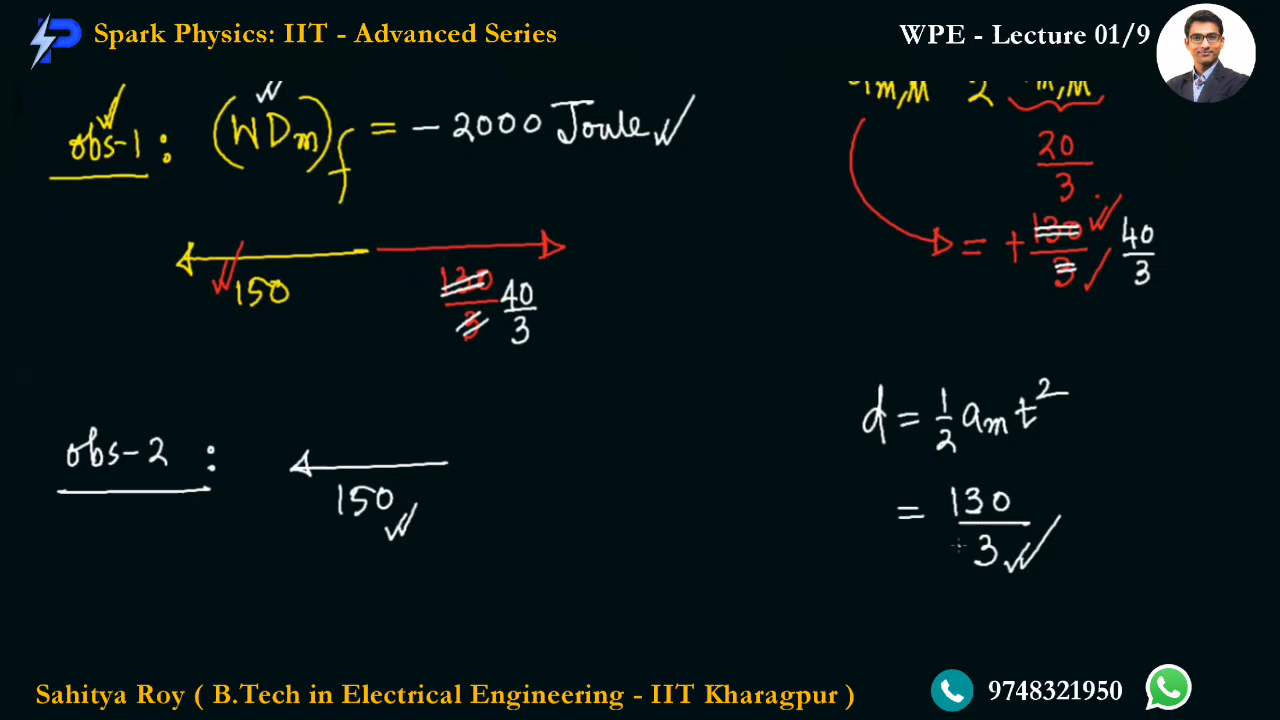 Spark Physics: IIT - Advanced Series
WPE - Lecture 01/9
m,M 2 m,M
20/3
obs-1 : (WDm)f = - 2000 Joule
= + 130/3 40/3
150
130/3 40/3
d = 1/2 am t²
obs-2 :
150
= 130/3
Sahitya Roy ( B.Tech in Electrical Engineering - IIT Kharagpur )
9748321950